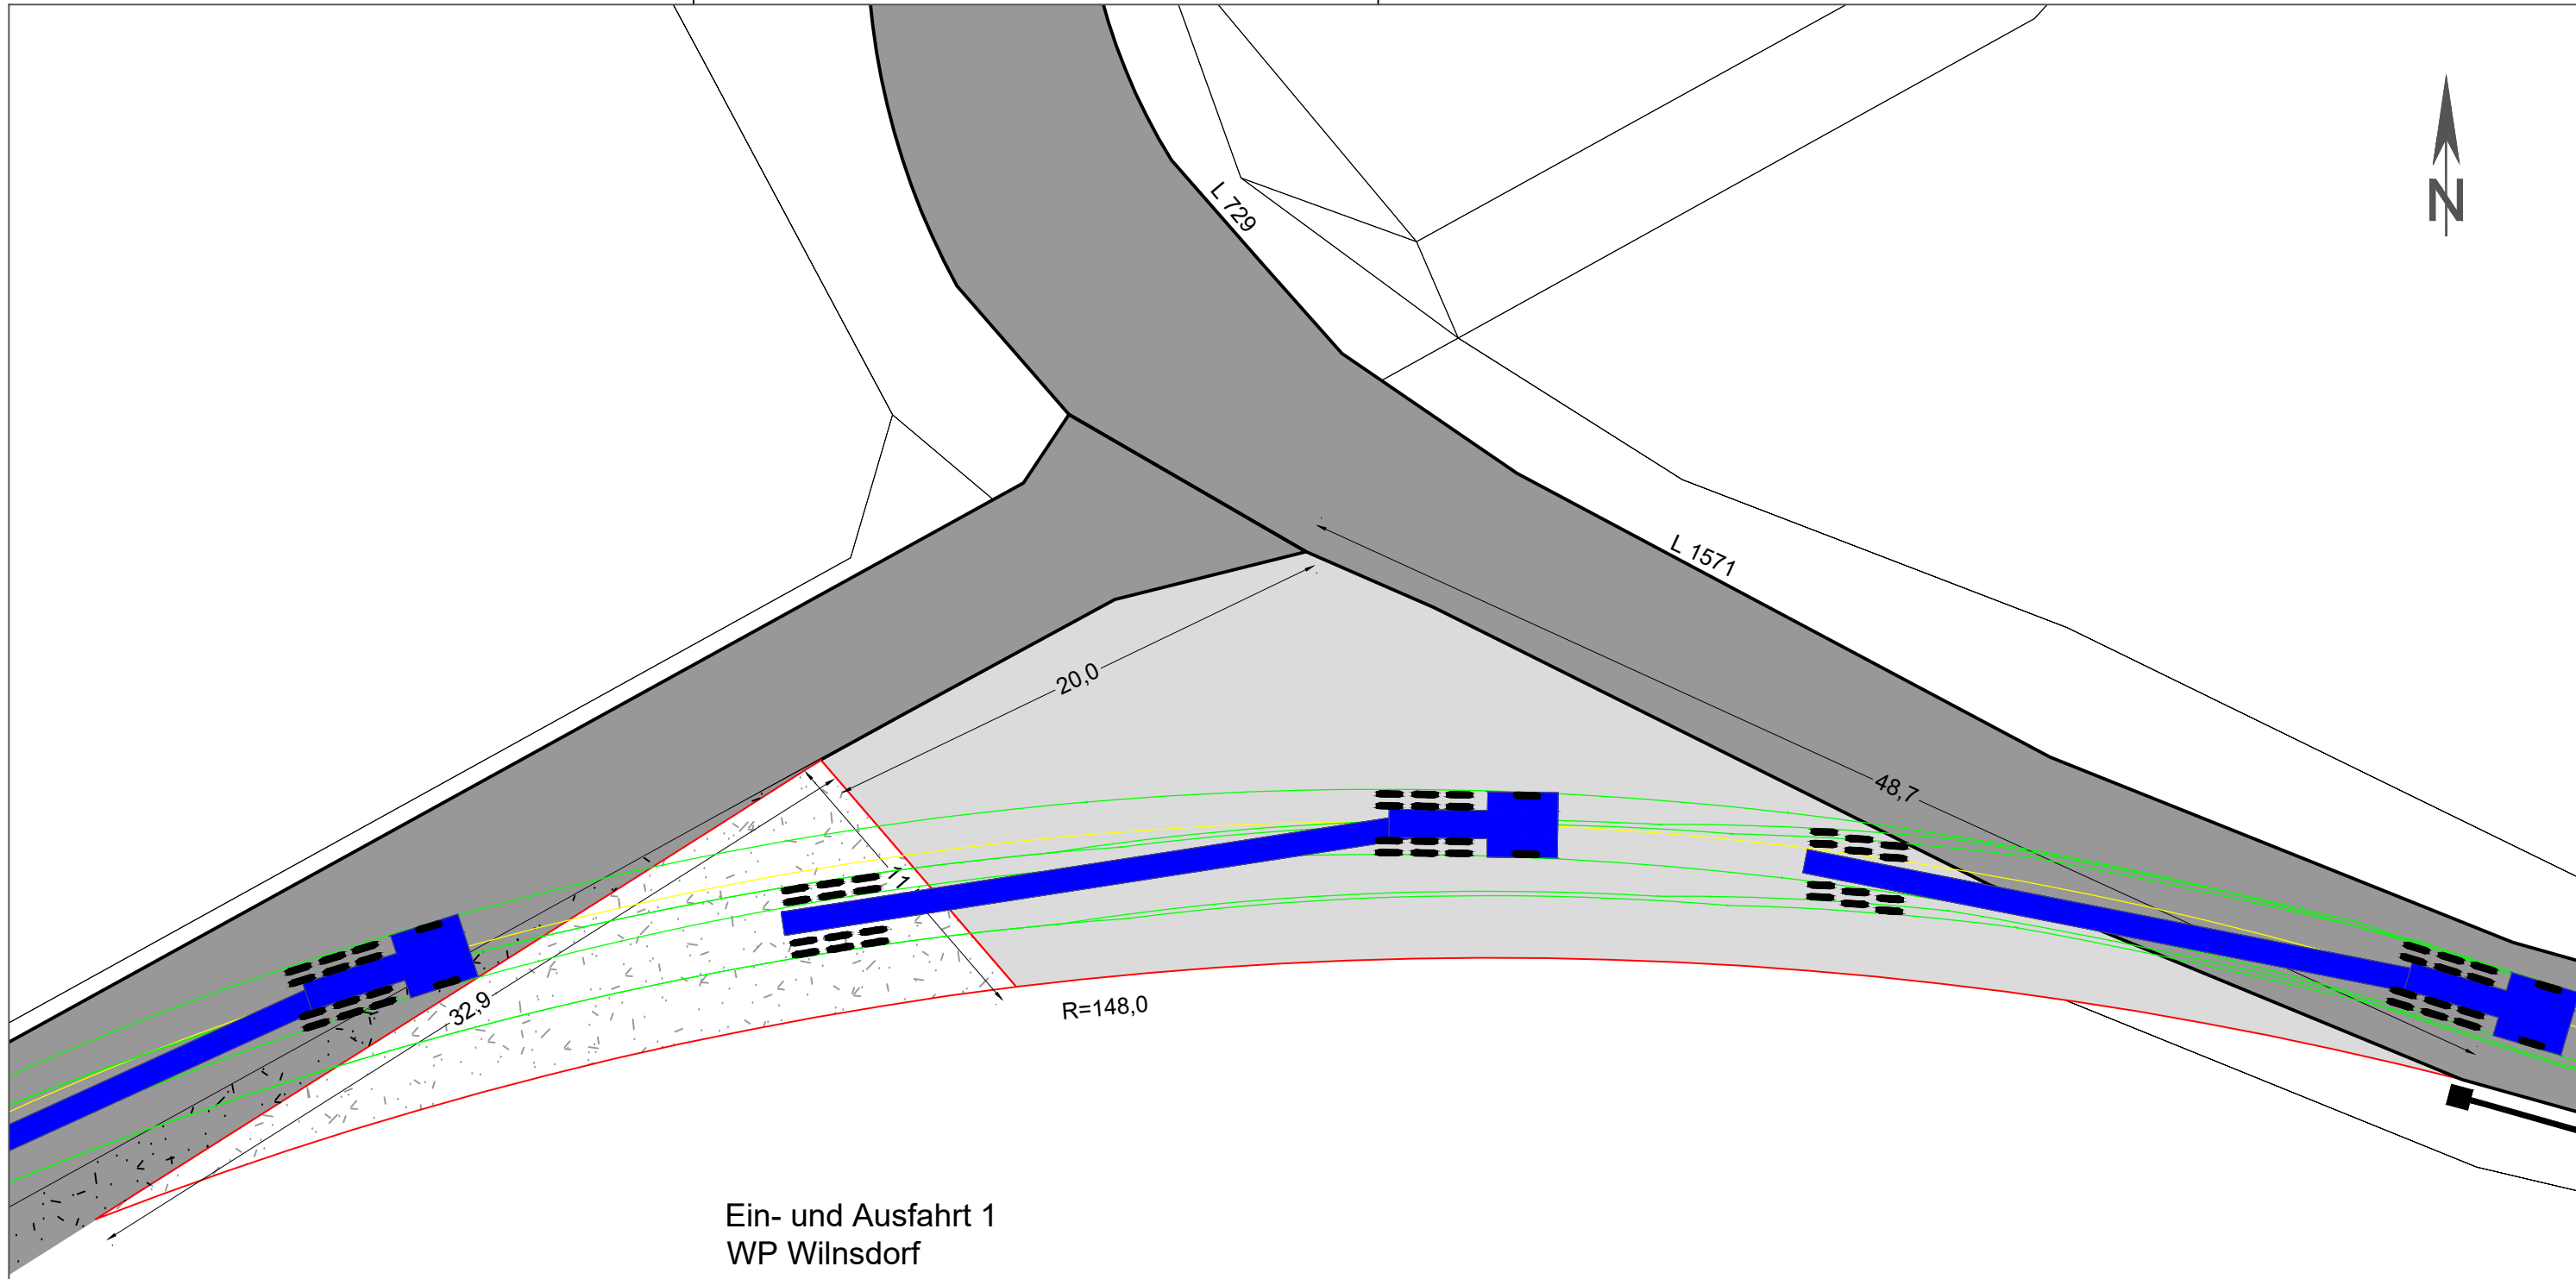 L 729
N
L 1571
20,0
48,7
32,9
R=148,0
Ein- und Ausfahrt 1
WP Wilnsdorf